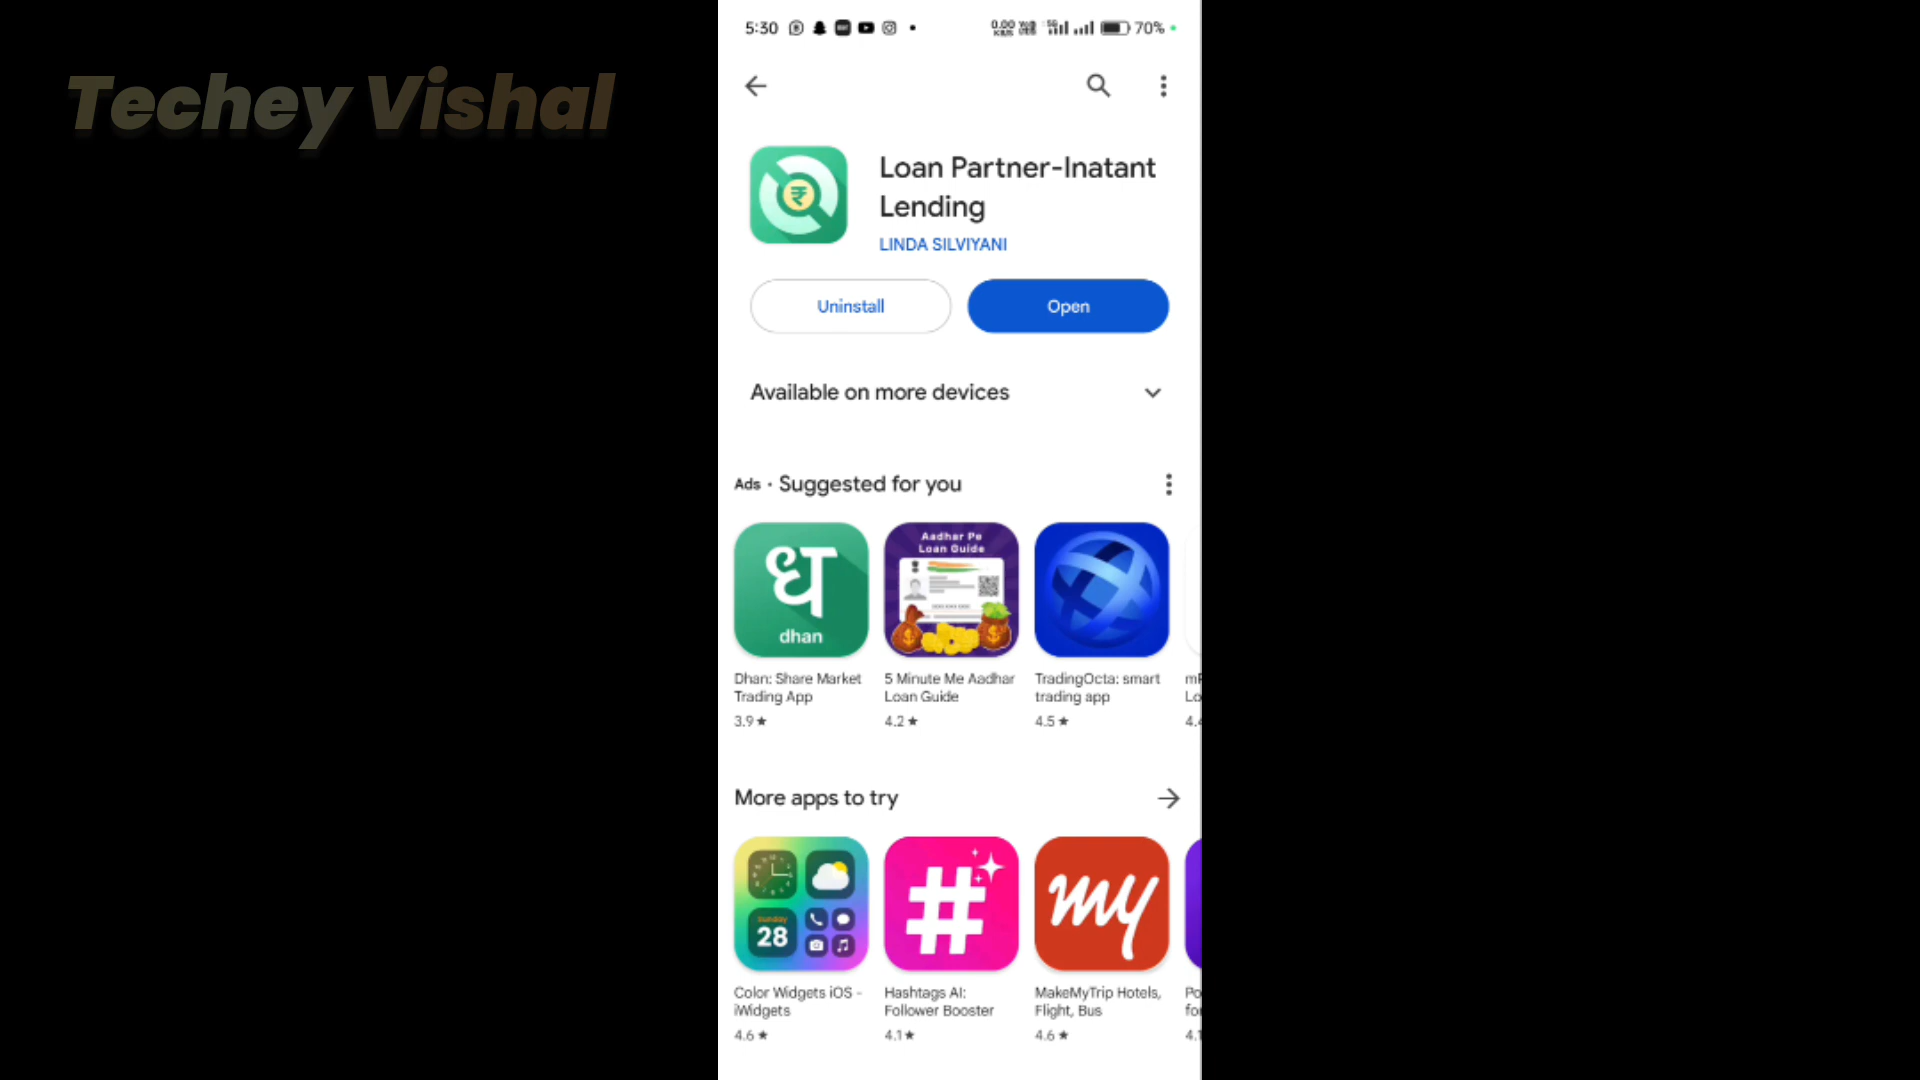 Techey Vishal
5:30
0.00
70%
Loan Partner-Inatant
Lending
LINDA SILVIYANI
Uninstall
Open
Available on more devices
Ads • Suggested for you
ध
dhan
Aadhar Pe
Loan Guide
Dhan: Share Market
Trading App
3.9★
5 Minute Me Aadhar
Loan Guide
4.2★
TradingOcta: smart
trading app
4.5★
More apps to try
Sunday
28
#
my
Color Widgets iOS -
iWidgets
4.6★
Hashtags AI:
Follower Booster
4.1★
MakeMyTrip Hotels,
Flight, Bus
4.6★